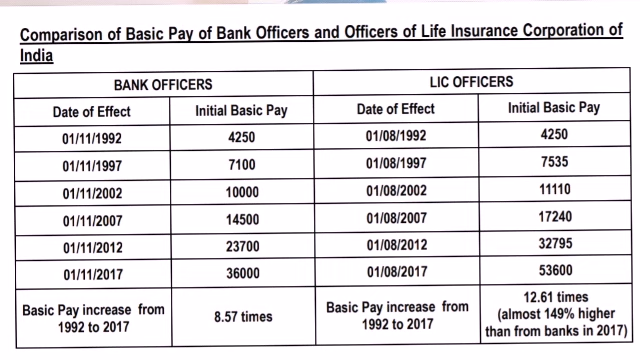 Comparison of Basic Pay of Bank Officers and Officers of Life Insurance Corporation of
India
BANK OFFICERS LIC OFFICERS
Date of Effect Initial Basic Pay Date of Effect Initial Basic Pay
01/11/1992 4250 01/08/1992 4250
01/11/1997 7100 01/08/1997 7535
01/11/2002 10000 01/08/2002 11110
01/11/2007 14500 01/08/2007 17240
01/11/2012 23700 01/08/2012 32795
01/11/2017 36000 01/08/2017 53600
Basic Pay increase from
1992 to 2017
8.57 times
Basic Pay increase from
1992 to 2017
12.61 times
(almost 149% higher
than from banks in 2017)